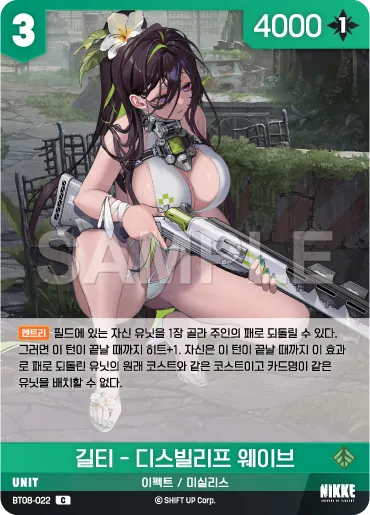 3
4000 1
SAMPLE
엔트리 필드에 있는 자신 유닛을 1장 골라 주인의 패로 되돌릴 수 있다.
그러면 이 턴이 끝날 때까지 히트+1. 자신은 이 턴이 끝날 때까지 이 효과
로 패로 되돌린 유닛의 원래 코스트와 같은 코스트이고 카드명이 같은
유닛을 배치할 수 없다.
길티 - 디스빌리프 웨이브
UNIT
이펙트 / 미실리스
BT08-022 C
© SHIFT UP Corp.
NIKKE